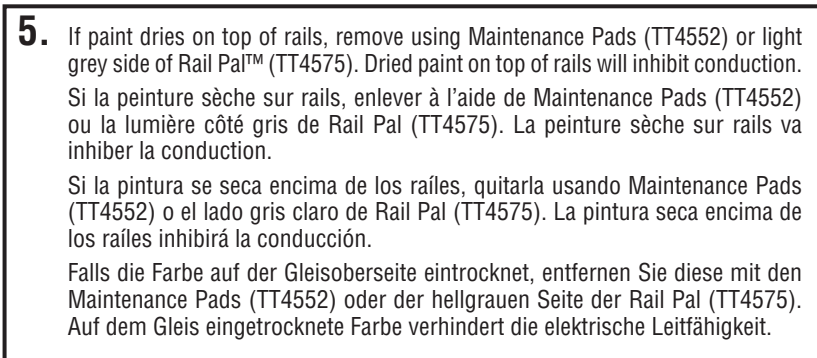 5. If paint dries on top of rails, remove using Maintenance Pads (TT4552) or light
grey side of Rail Pal™ (TT4575). Dried paint on top of rails will inhibit conduction.
Si la peinture sèche sur rails, enlever à l’aide de Maintenance Pads (TT4552)
ou la lumière côté gris de Rail Pal (TT4575). La peinture sèche sur rails va
inhiber la conduction.
Si la pintura se seca encima de los raíles, quitarla usando Maintenance Pads
(TT4552) o el lado gris claro de Rail Pal (TT4575). La pintura seca encima de
los raíles inhibirá la conducción.
Falls die Farbe auf der Gleisoberseite eintrocknet, entfernen Sie diese mit den
Maintenance Pads (TT4552) oder der hellgrauen Seite der Rail Pal (TT4575).
Auf dem Gleis eingetrocknete Farbe verhindert die elektrische Leitfähigkeit.